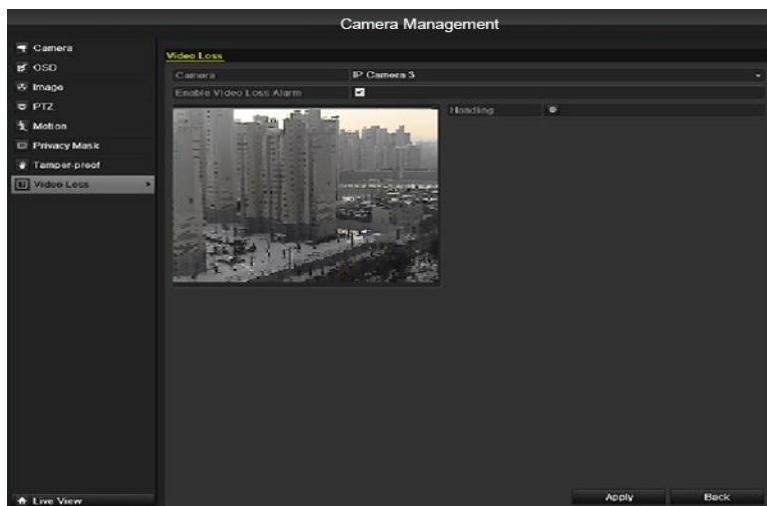 Camera Management
Camera
OSD
Image
PTZ
Motion
Privacy Mask
Tamper-proof
Video Loss
Live View
Video Loss
Camera IP Camera 3
Enable Video Loss Alarm
Handling
Apply Back